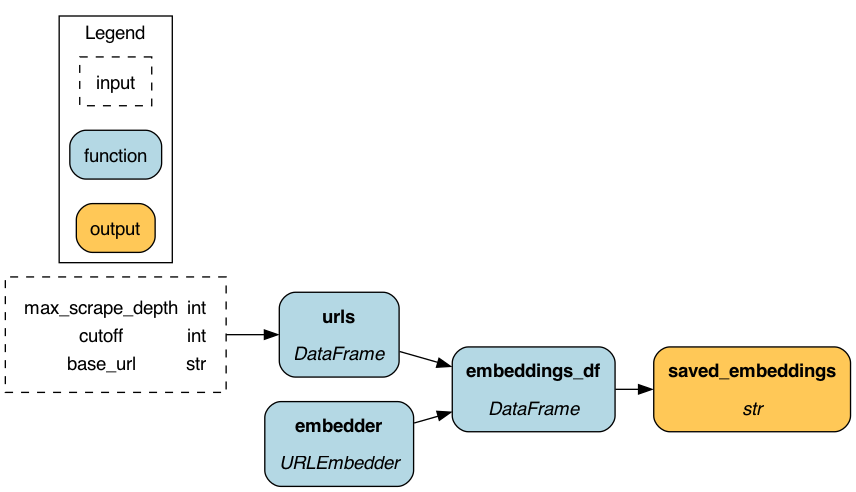 Legend
input
function
output
max_scrape_depth int
cutoff int
base_url str
urls
DataFrame
embedder
URLEmbedder
embeddings_df
DataFrame
saved_embeddings
str